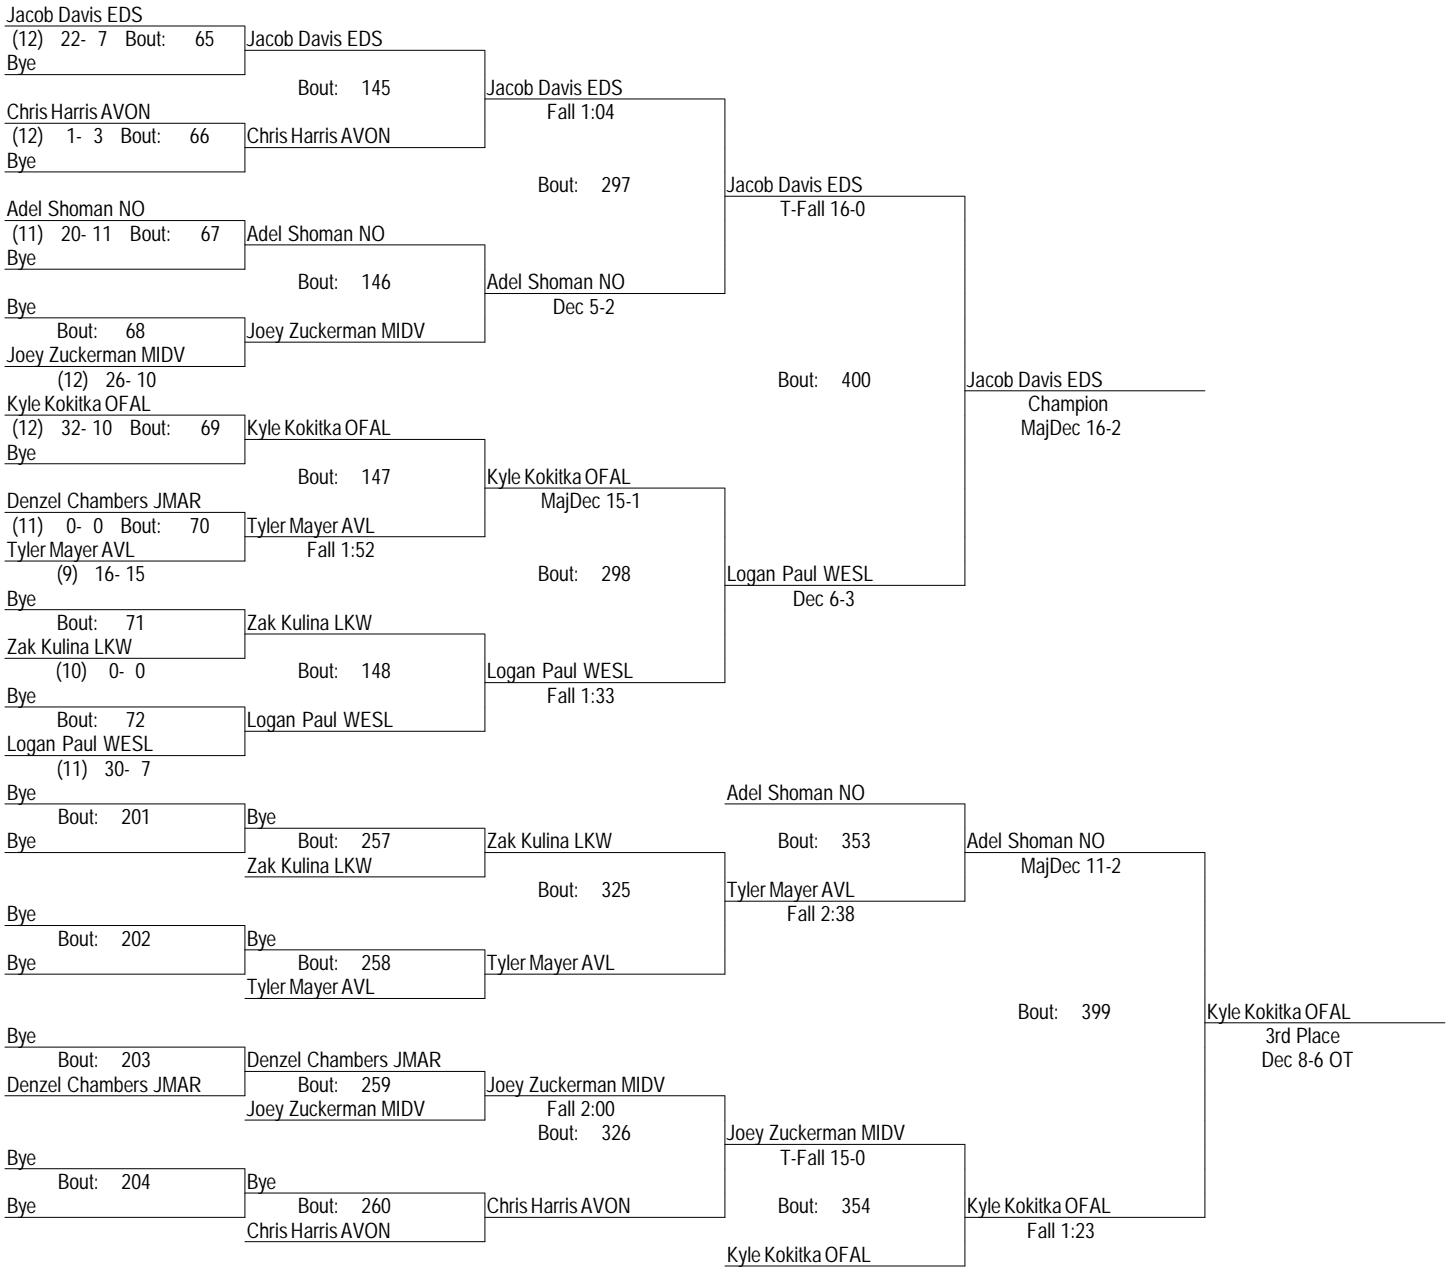 Jacob Davis EDS
(12) 22- 7 Bout: 65
Bye
Jacob Davis EDS
Bout: 145
Chris Harris AVON
(12) 1- 3 Bout: 66
Bye
Chris Harris AVON
Jacob Davis EDS
Fall 1:04
Bout: 297
Adel Shoman NO
(11) 20- 11 Bout: 67
Bye
Adel Shoman NO
Bout: 146
Bye
Bout: 68
Joey Zuckerman MIDV
(12) 26- 10
Joey Zuckerman MIDV
Adel Shoman NO
Dec 5-2
Jacob Davis EDS
T-Fall 16-0
Bout: 400
Kyle Kokitka OFAL
(12) 32- 10 Bout: 69
Bye
Kyle Kokitka OFAL
Bout: 147
Denzel Chambers JMAR
(11) 0- 0 Bout: 70
Tyler Mayer AVL
(9) 16- 15
Tyler Mayer AVL
Fall 1:52
Kyle Kokitka OFAL
MajDec 15-1
Bout: 298
Bye
Bout: 71
Zak Kulina LKW
(10) 0- 0
Zak Kulina LKW
Bout: 148
Bye
Bout: 72
Logan Paul WESL
(11) 30- 7
Logan Paul WESL
Logan Paul WESL
Fall 1:33
Logan Paul WESL
Dec 6-3
Jacob Davis EDS
Champion
MajDec 16-2
Bye
Bout: 201
Bye
Bye
Bout: 257
Zak Kulina LKW
Zak Kulina LKW
Bout: 325
Bye
Bout: 202
Bye
Bye
Bout: 258
Tyler Mayer AVL
Tyler Mayer AVL
Adel Shoman NO
Bout: 353
Tyler Mayer AVL
Fall 2:38
Adel Shoman NO
MajDec 11-2
Bout: 399
Bye
Bout: 203
Denzel Chambers JMAR
Denzel Chambers JMAR
Bout: 259
Joey Zuckerman MIDV
Joey Zuckerman MIDV
Fall 2:00
Bout: 326
Bye
Bout: 204
Bye
Bye
Bout: 260
Chris Harris AVON
Chris Harris AVON
Joey Zuckerman MIDV
T-Fall 15-0
Bout: 354
Kyle Kokitka OFAL
Kyle Kokitka OFAL
Fall 1:23
Kyle Kokitka OFAL
3rd Place
Dec 8-6 OT